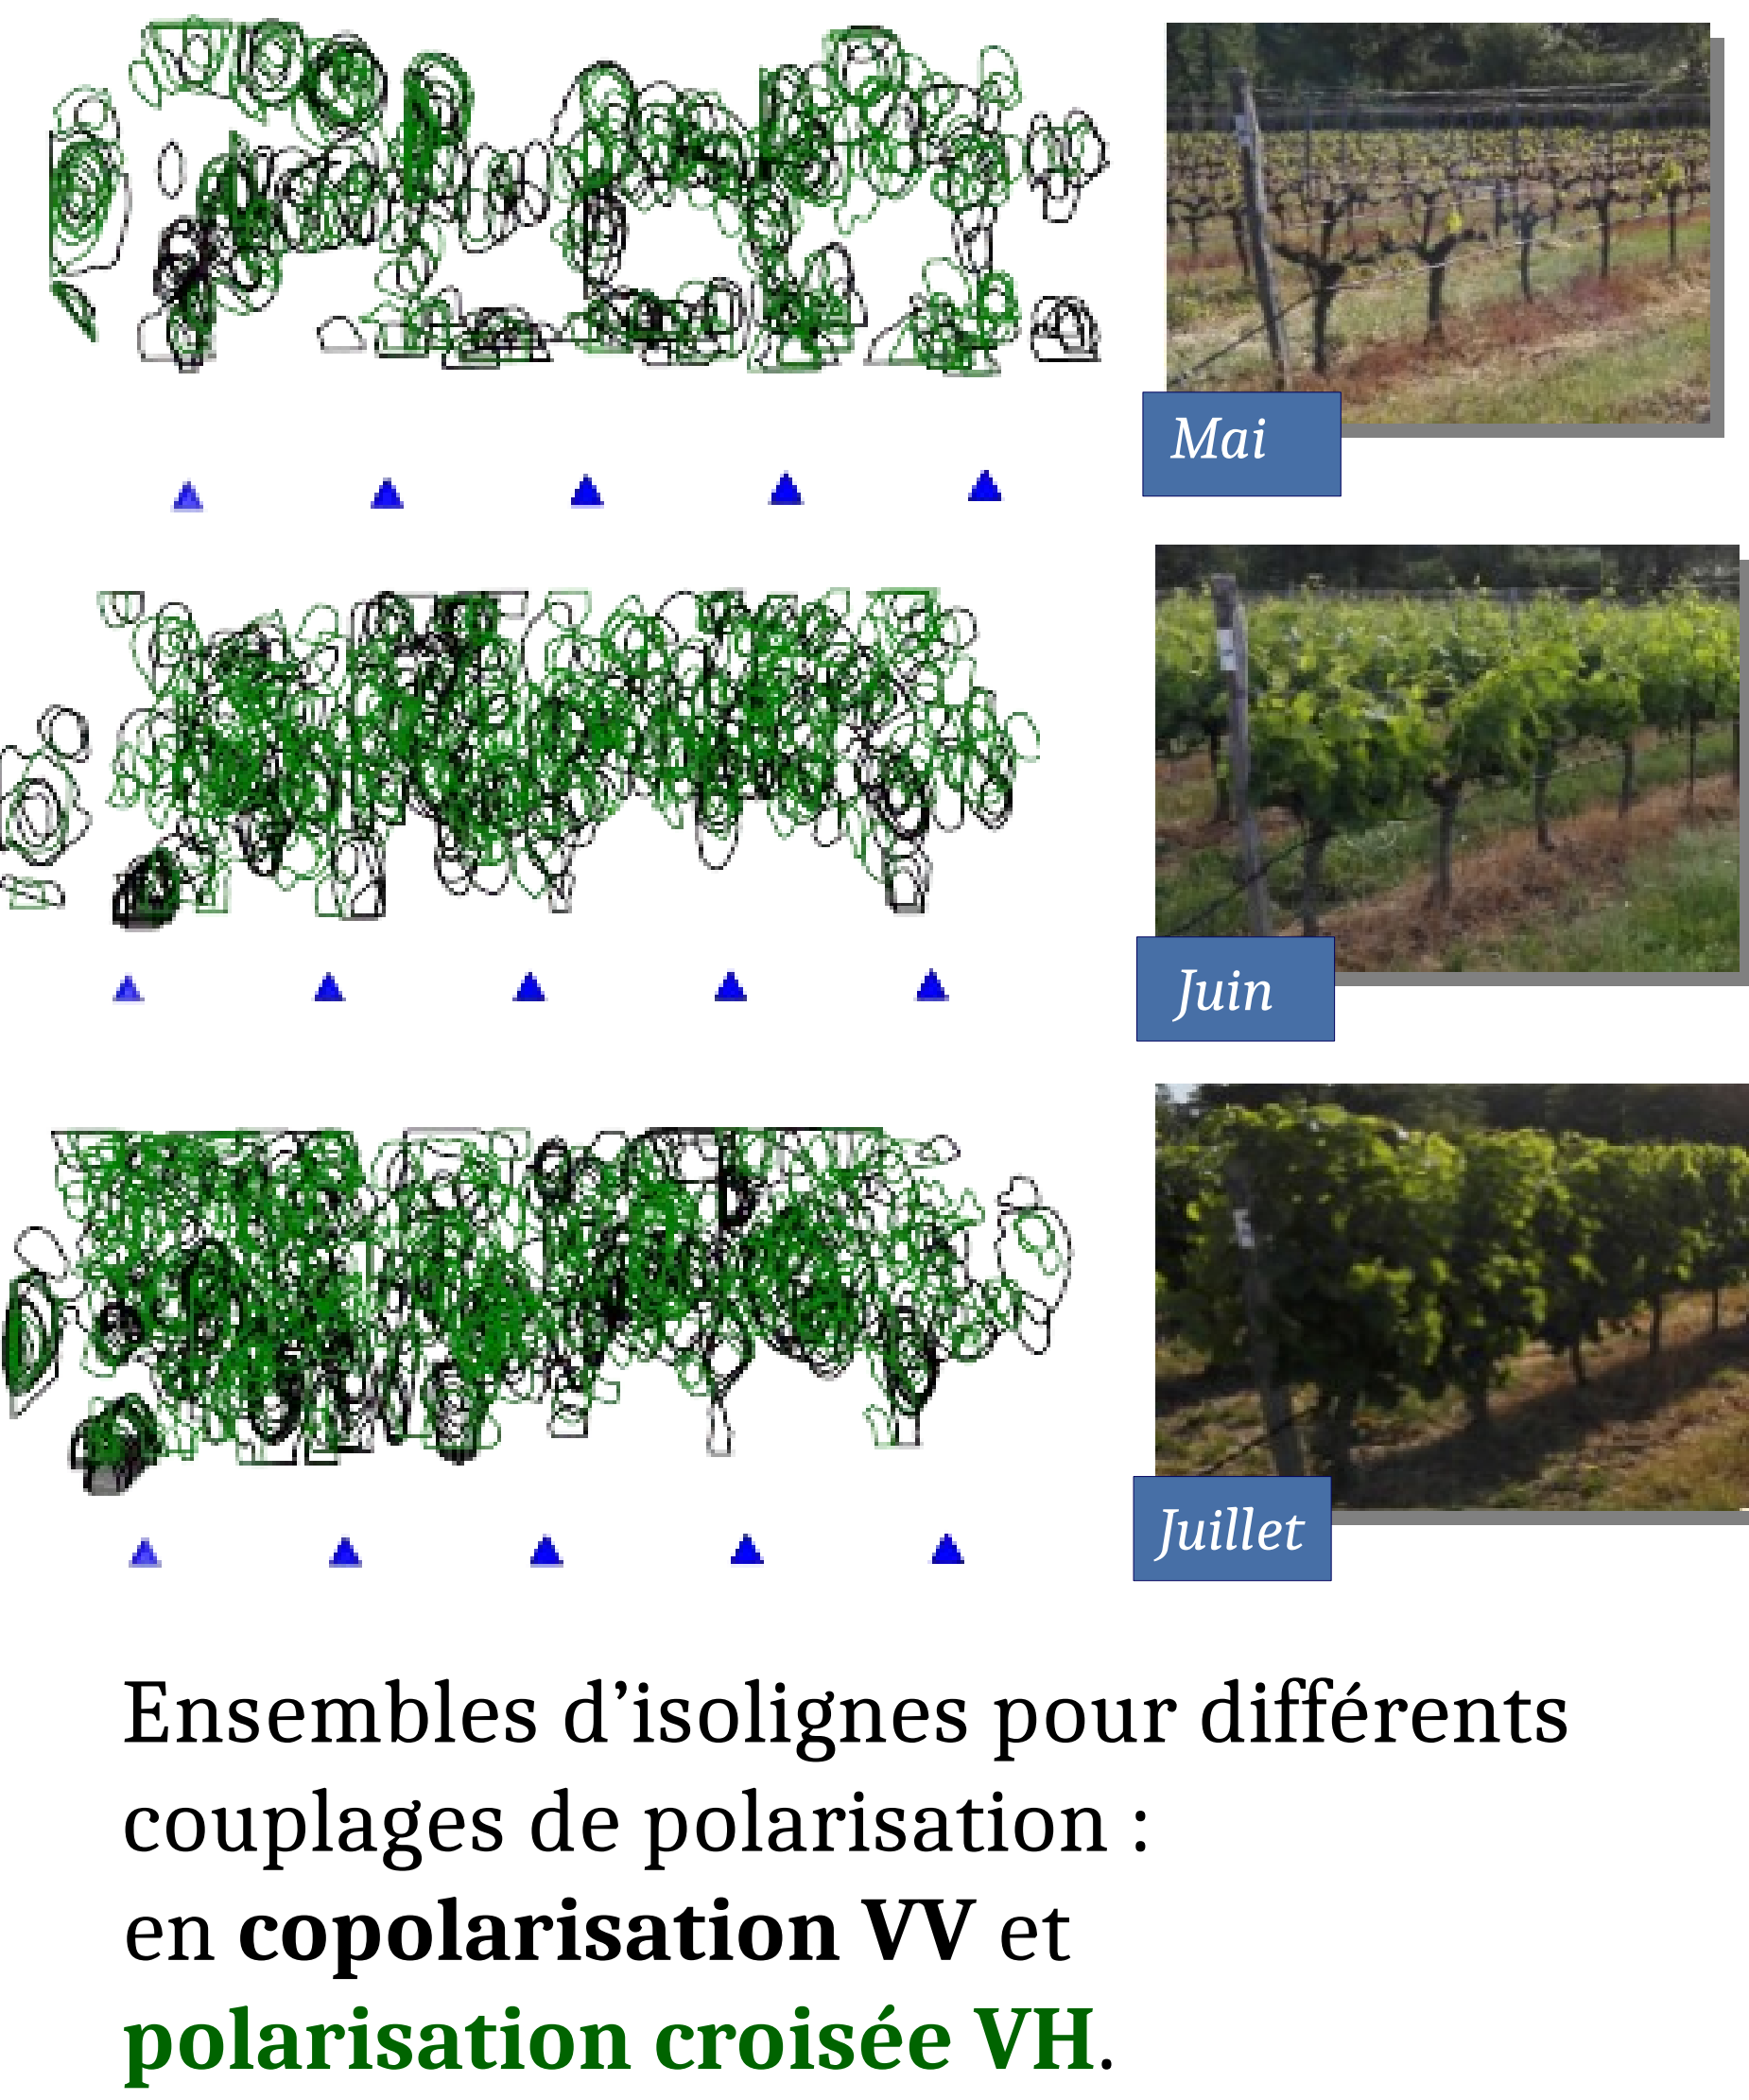 Mai
Juin
Juillet
Ensembles d’isolignes pour différents
couplages de polarisation :
en copolarisation VV et
polarisation croisée VH.